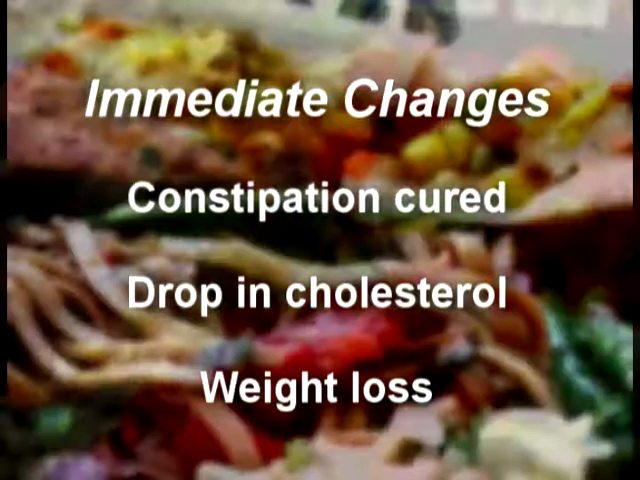 Immediate Changes
Constipation cured
Drop in cholesterol
Weight loss